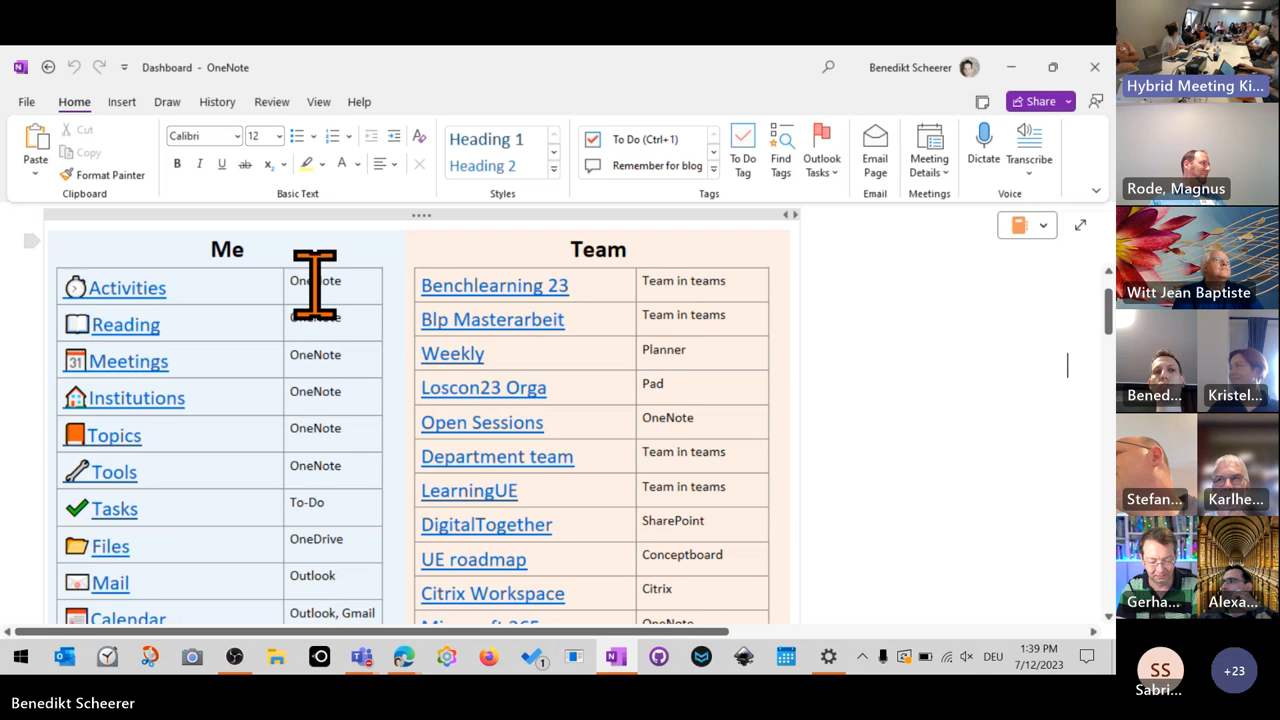 Dashboard - OneNote
Benedikt Scheerer
File Home Insert Draw History Review View Help
Share
Paste
Cut
Copy
Format Painter
Clipboard
Calibri 12
Basic Text
Heading 1
Heading 2
Styles
To Do (Ctrl+1)
Remember for blog
To Do Tag
Find Tags
Outlook Tasks
Tags
Email Page
Email
Meeting Details
Meetings
Dictate
Transcribe
Voice
Me
Activities OneNote
Reading OneNote
Meetings OneNote
Institutions OneNote
Topics OneNote
Tools OneNote
Tasks To-Do
Files OneDrive
Mail Outlook
Calendar Outlook, Gmail
Team
Benchlearning 23 Team in teams
Blp Masterarbeit Team in teams
Weekly Planner
Loscon23 Orga Pad
Open Sessions OneNote
Department team Team in teams
LearningUE Team in teams
DigitalTogether SharePoint
UE roadmap Conceptboard
Citrix Workspace Citrix
Microsoft 365 OneNote
DEU
1:39 PM
7/12/2023
Benedikt Scheerer
Hybrid Meeting Ki...
Rode, Magnus
Witt Jean Baptiste
Bened...
Kristel...
Stefan...
Karlhe...
Gerha...
Alexa...
SS
Sabri...
+23